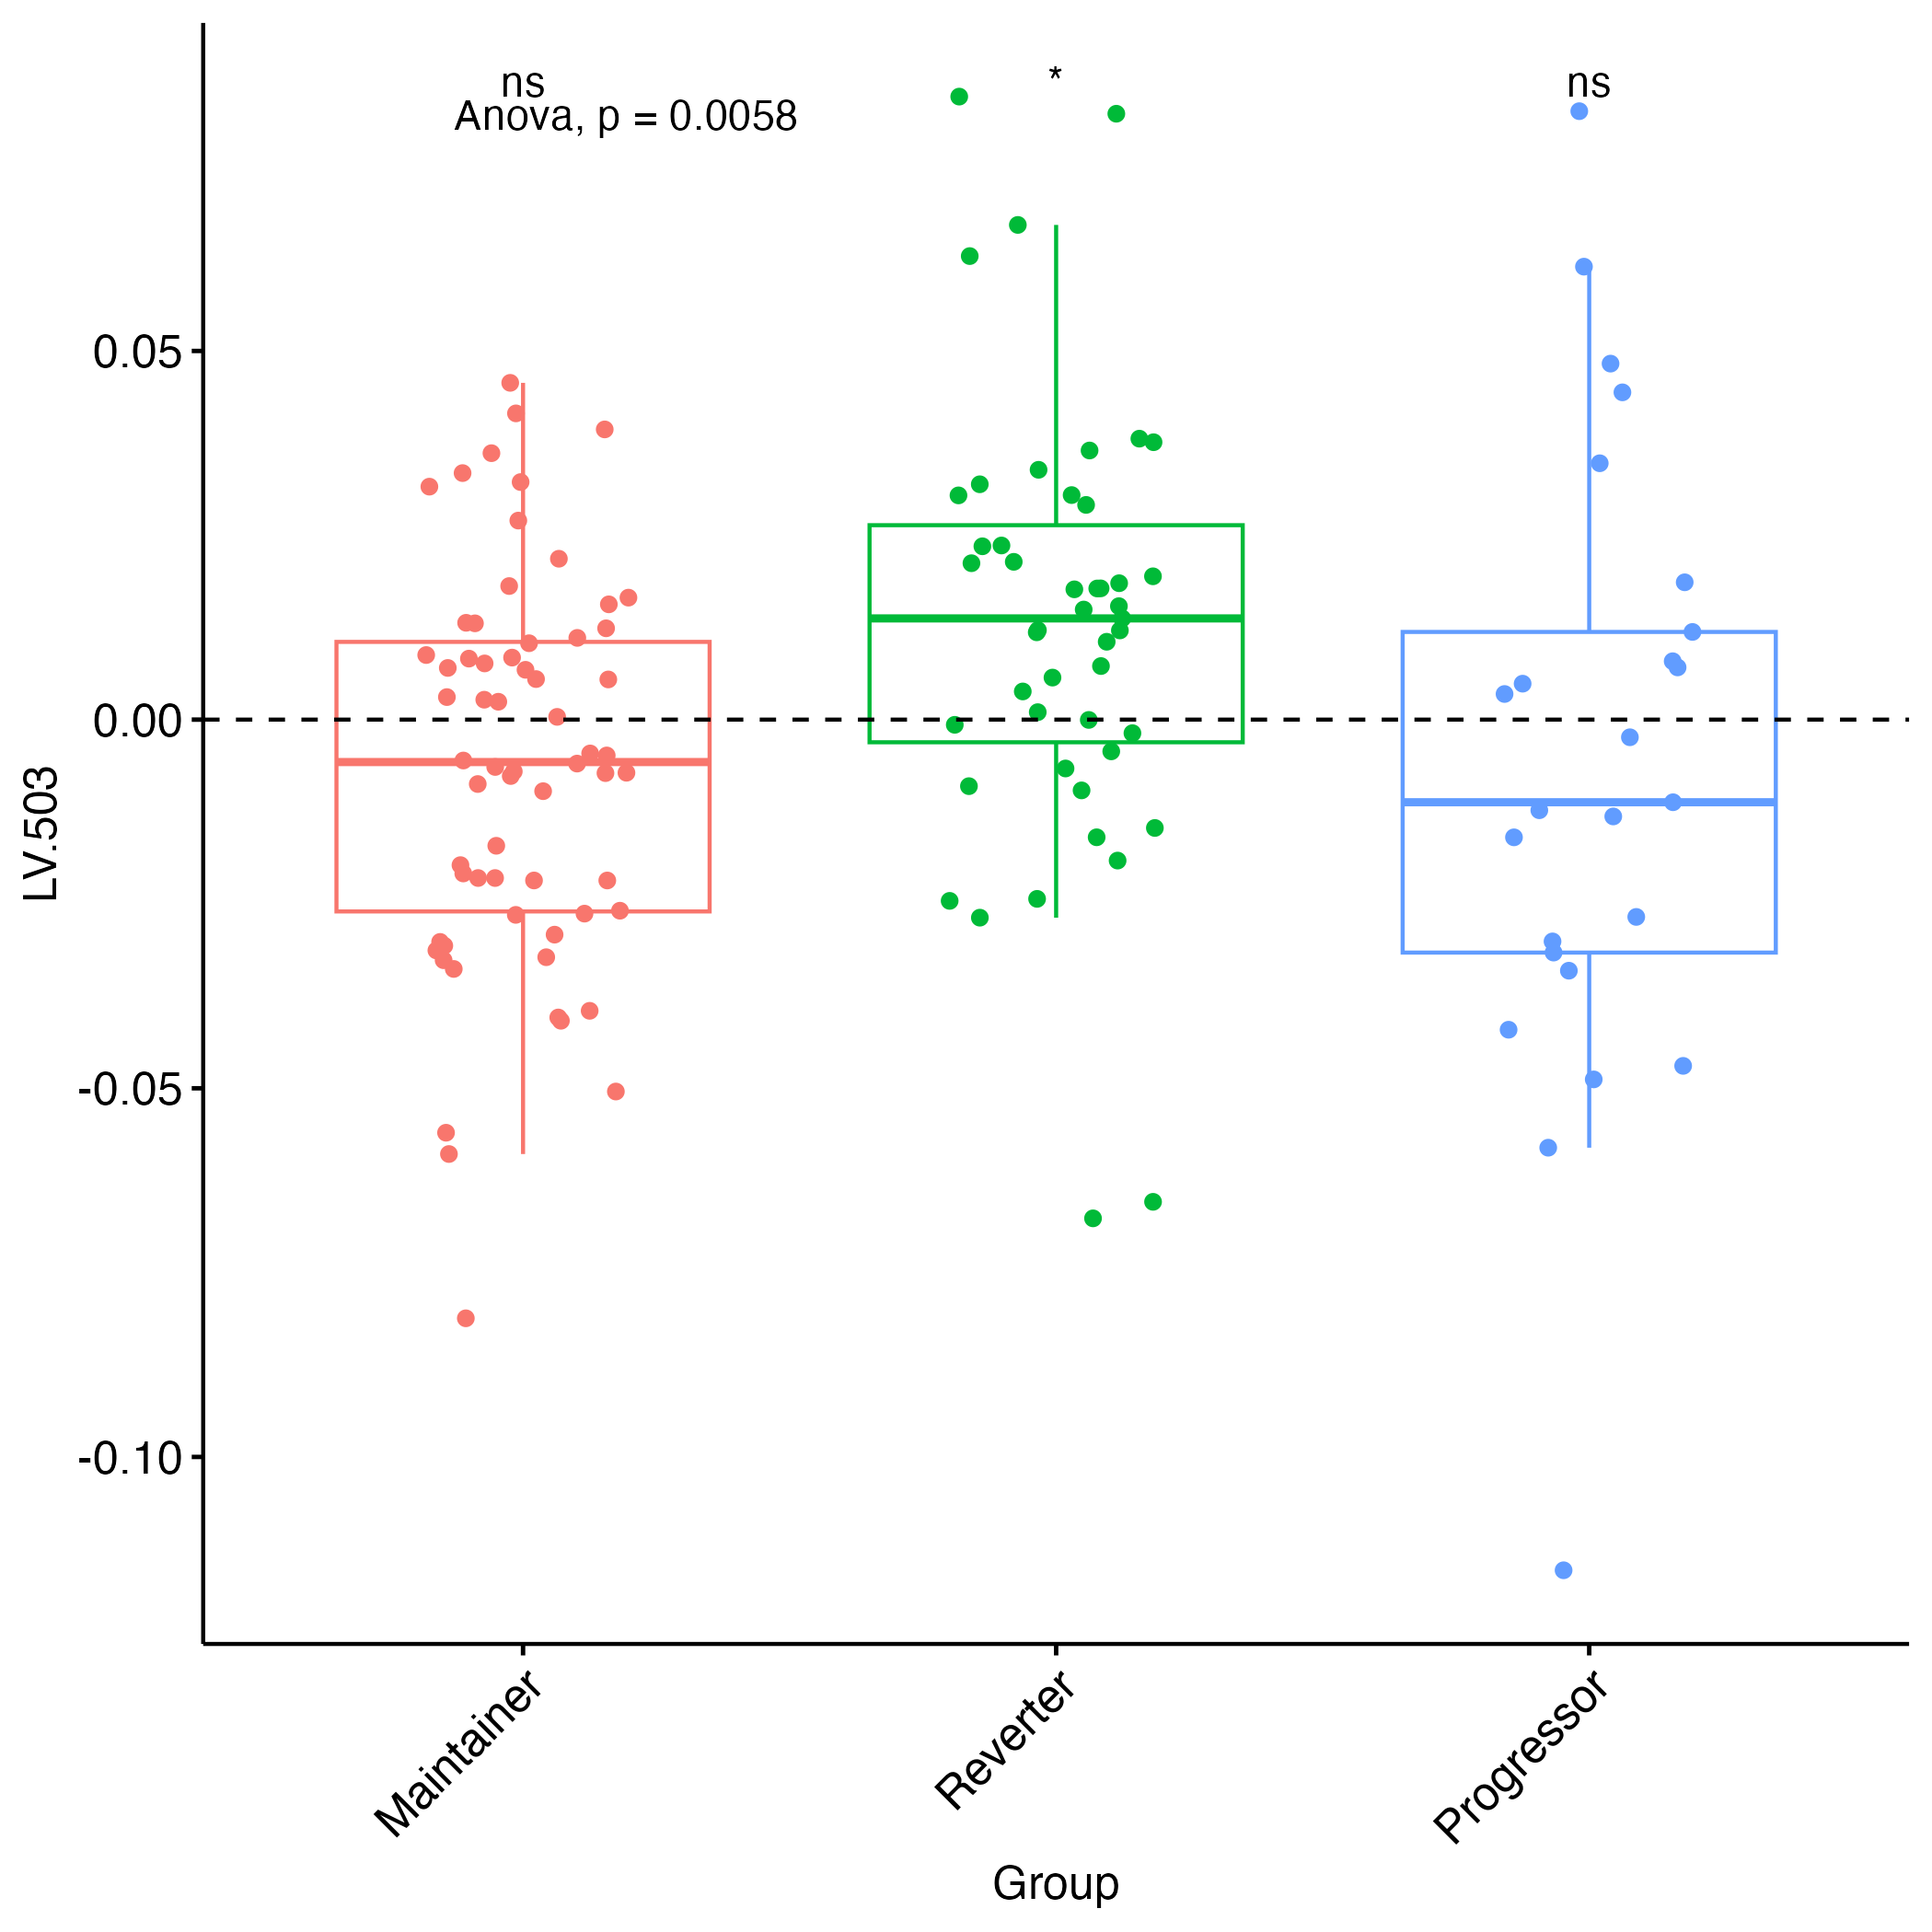 ns * ns
Anova, p = 0.0058
0.05
0.00
-0.05
-0.10
LV.503
Maintainer
Reverter
Progressor
Group